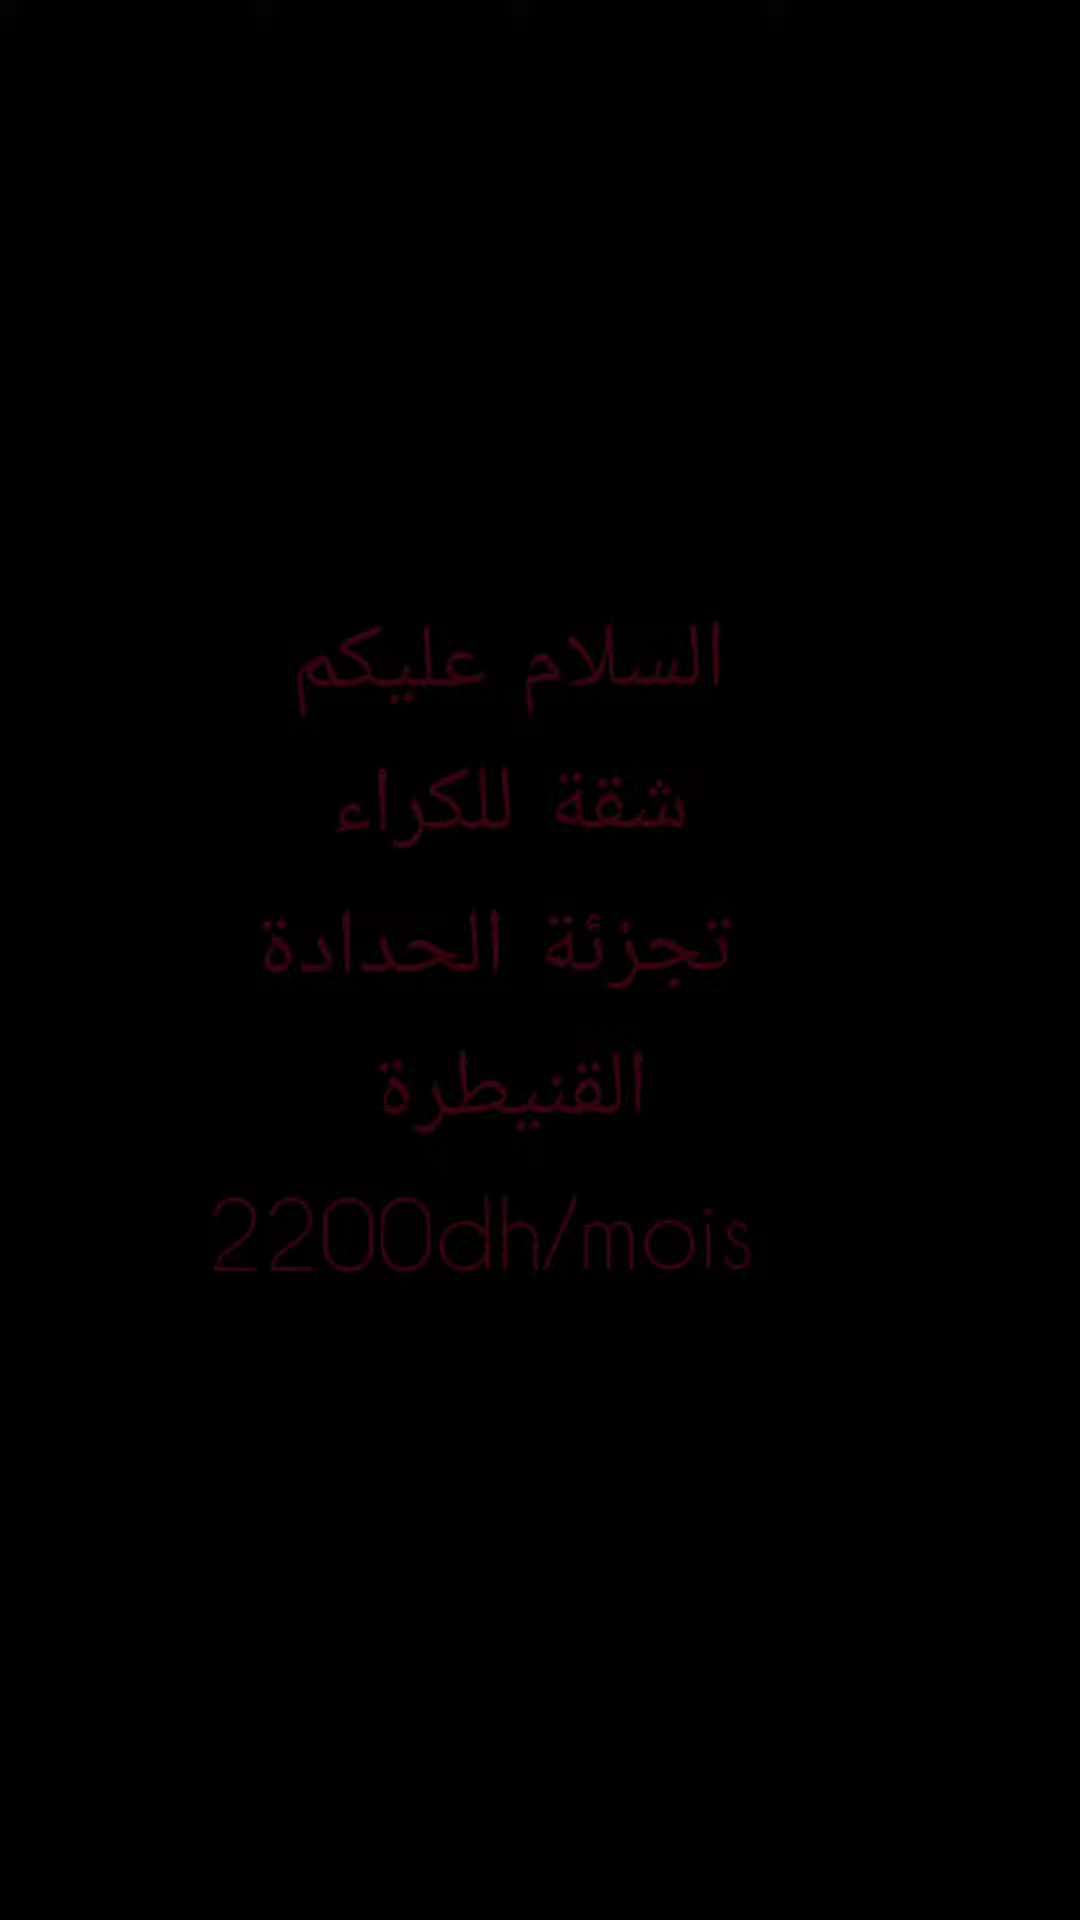 السلام عليكم
شقة للكراء
تجزئة الحدادة
القنيطرة
2200dh/mois